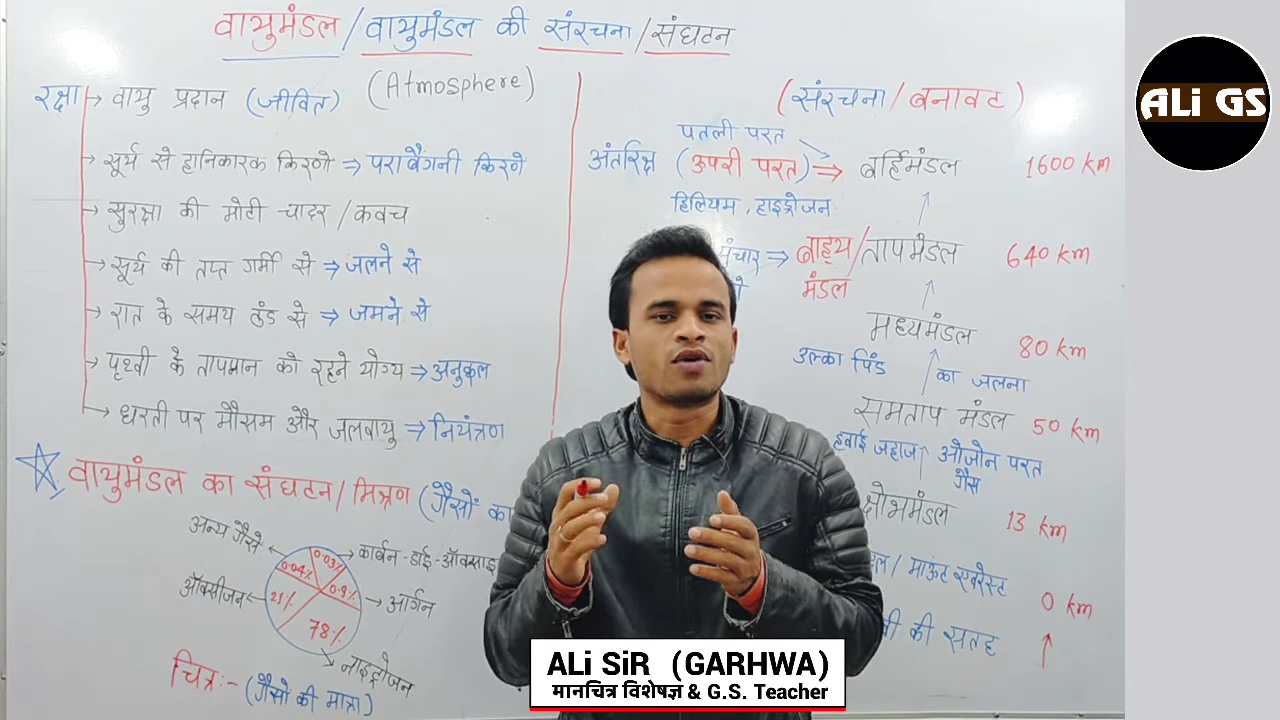 वायुमंडल/वायुमंडल की संरचना/संघटन
(Atmosphere)
रक्षा → वायु प्रदान (जीवित)
→ सूर्य से हानिकारक किरणो ⇒ पराबैगनी किरणे
→ सुरक्षा की मोटी चादर/कवच
→ सूर्य की तप्त गर्मी से ⇒ जलने से
→ रात के समय ठंड से ⇒ जमने से
→ पृथ्वी के तापमान को रहने योग्य ⇒ अनुकूल
→ धरती पर मौसम और जलवायु ⇒ नियंत्रण
वायुमंडल का संघटन/मिश्रण (गैसों का
अन्य गैसे
कार्बन-डाई-ऑक्साइ
0.03%
0.04%
0.9%
ऑक्सीजन
21%
→ आर्गन
78%
नाइट्रोजन
चित्र:- (गैसो की मात्रा)
(संरचना/बनावट)
पतली परत
अंतरिक्ष (ऊपरी परत) ⇒ बर्हिमंडल 1600 km
हिलियम, हाइड्रोजन
संचार ⇒ बाह्य/तापमंडल 640 km
मंडल
मध्यमंडल 80 km
उल्का पिंड का जलना
समताप मंडल 50 km
हवाई जहाज ओजोन परत
गैस
क्षोभमंडल 13 km
/ माऊंट एवरेस्ट
0 km
की सतह
ALi GS
ALi SiR (GARHWA)
मानचित्र विशेषज्ञ & G.S. Teacher